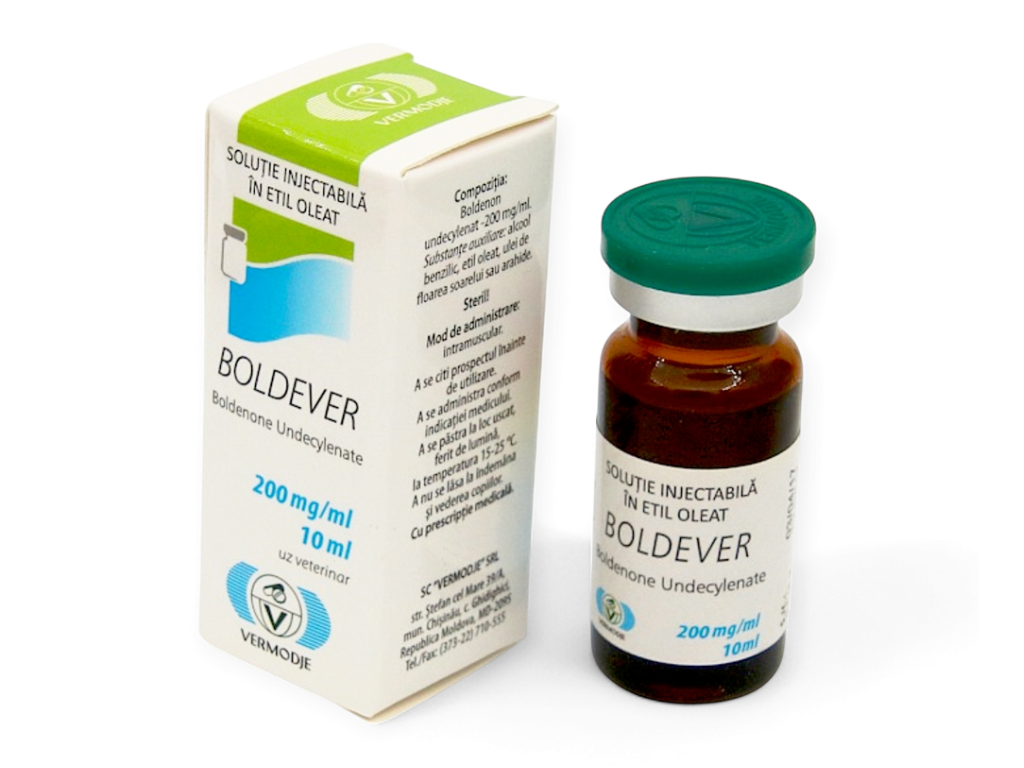 VERMODJE
SOLUȚIE INJECTABILĂ
ÎN ETIL OLEAT
BOLDEVER
Boldenone Undecylenate
200 mg/ml
10 ml
uz veterinar
VERMODJE
Compoziția:
Boldenon
undecylenat -200 mg/ml.
Substanțe auxiliare: alcool
benzilic, etil oleat, ulei de
floarea soarelui sau arahide.
Steril!
Mod de administrare:
intramuscular.
A se citi prospectul înainte
de utilizare.
A se administra conform
indicației medicului.
A se păstra la loc uscat,
ferit de lumină,
la temperatura 15-25 °C.
A nu se lăsa la îndemâna
și vederea copiilor.
Cu prescripție medicală.
SC "VERMODJE" SRL
str. Ștefan cel Mare 39/A,
mun. Chișinău, c. Ghidighici,
Republica Moldova, MD-2095
Tel./Fax: (373-22) 710-555
SOLUȚIE INJECTABILĂ
ÎN ETIL OLEAT
BOLDEVER
Boldenone Undecylenate
200 mg/ml
10ml
VERMODJE